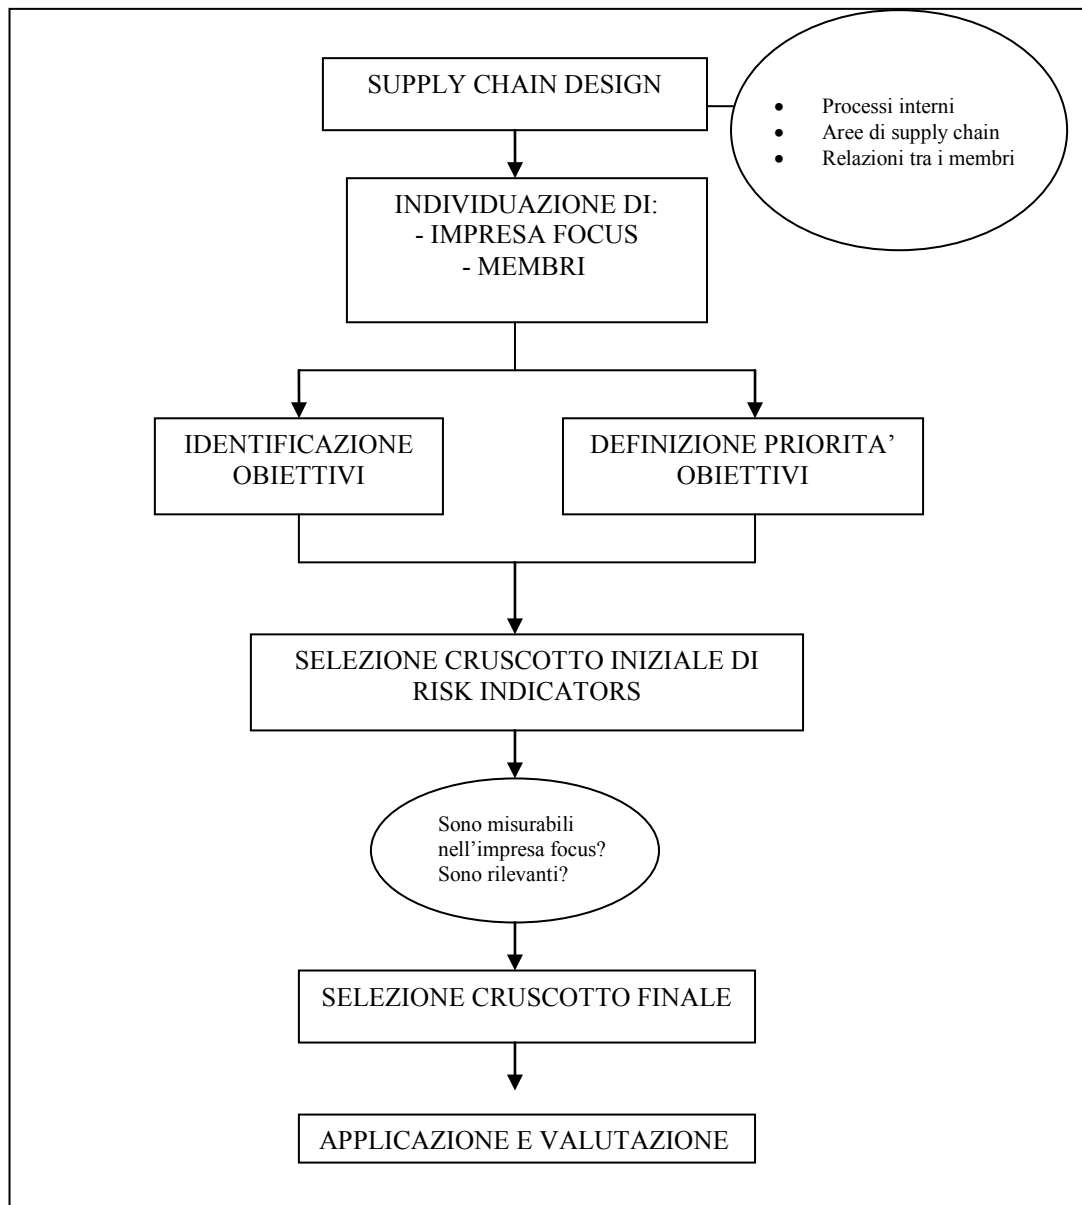 SUPPLY CHAIN DESIGN
• Processi interni
• Aree di supply chain
• Relazioni tra i membri
INDIVIDUAZIONE DI:
- IMPRESA FOCUS
- MEMBRI
IDENTIFICAZIONE
OBIETTIVI
DEFINIZIONE PRIORITA’
OBIETTIVI
SELEZIONE CRUSCOTTO INIZIALE DI
RISK INDICATORS
Sono misurabili
nell’impresa focus?
Sono rilevanti?
SELEZIONE CRUSCOTTO FINALE
APPLICAZIONE E VALUTAZIONE